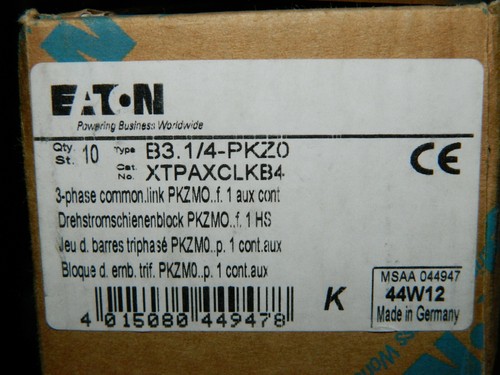 EATON
Powering Business Worldwide
Qty. St. 10 Type B3.1/4-PKZ0
Cat. No. XTPAXCLKB4
CE
3-phase common.link PKZM0..f. 1 aux cont
Drehstromschienenblock PKZM0..f. 1 HS
Jeu d. barres triphasé PKZM0..p. 1 cont.aux
Bloque d. emb. trif. PKZM0..p. 1 cont.aux
4 015080 449478
K
MSAA 044947
44W12
Made in Germany